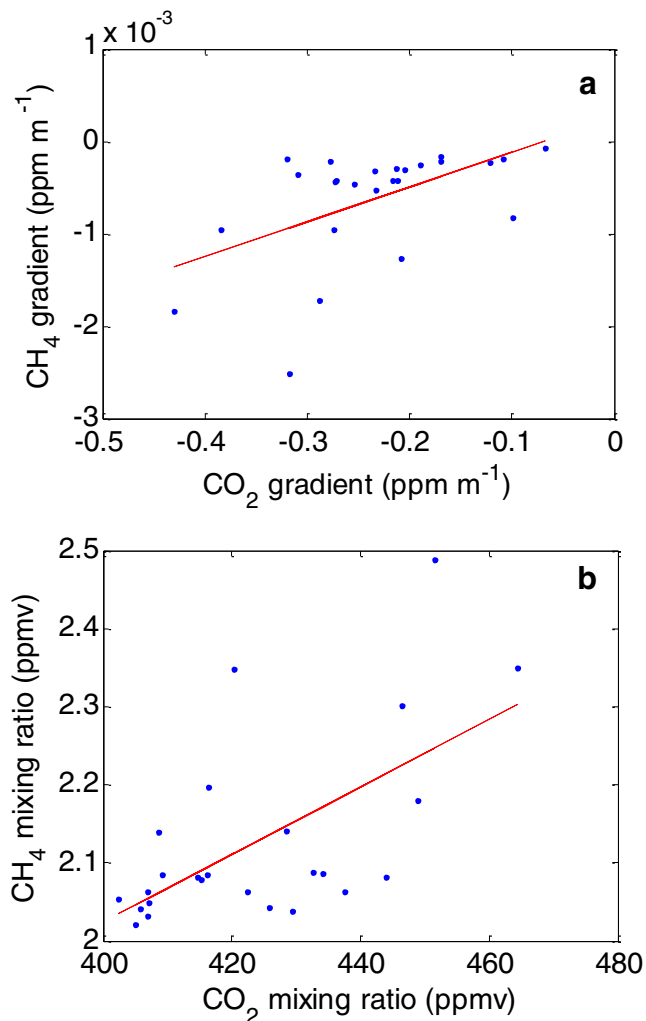 1 x 10⁻³
a
0
-1
-2
-3
-0.5 -0.4 -0.3 -0.2 -0.1 0
CH₄ gradient (ppm m⁻¹)
CO₂ gradient (ppm m⁻¹)
2.5
b
2.4
2.3
2.2
2.1
2
400 420 440 460 480
CH₄ mixing ratio (ppmv)
CO₂ mixing ratio (ppmv)